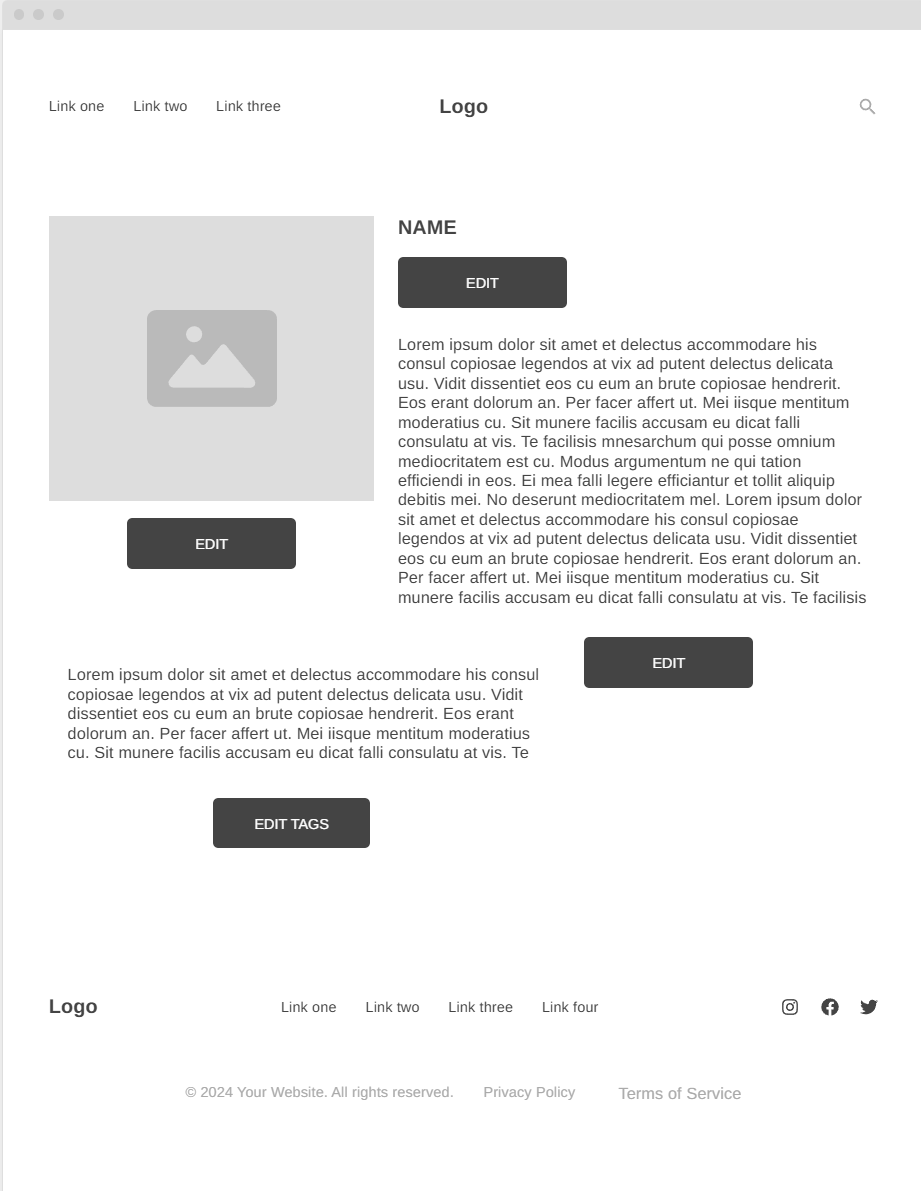 Link one Link two Link three Logo
NAME
EDIT
Lorem ipsum dolor sit amet et delectus accommodare his
consul copiosae legendos at vix ad putent delectus delicata
usu. Vidit dissentiet eos cu eum an brute copiosae hendrerit.
Eos erant dolorum an. Per facer affert ut. Mei iisque mentitum
moderatius cu. Sit munere facilis accusam eu dicat falli
consulatu at vis. Te facilisis mnesarchum qui posse omnium
mediocritatem est cu. Modus argumentum ne qui tation
efficiendi in eos. Ei mea falli legere efficiantur et tollit aliquip
debitis mei. No deserunt mediocritatem mel. Lorem ipsum dolor
sit amet et delectus accommodare his consul copiosae
legendos at vix ad putent delectus delicata usu. Vidit dissentiet
eos cu eum an brute copiosae hendrerit. Eos erant dolorum an.
Per facer affert ut. Mei iisque mentitum moderatius cu. Sit
munere facilis accusam eu dicat falli consulatu at vis. Te facilisis
EDIT
EDIT
Lorem ipsum dolor sit amet et delectus accommodare his consul
copiosae legendos at vix ad putent delectus delicata usu. Vidit
dissentiet eos cu eum an brute copiosae hendrerit. Eos erant
dolorum an. Per facer affert ut. Mei iisque mentitum moderatius
cu. Sit munere facilis accusam eu dicat falli consulatu at vis. Te
EDIT TAGS
Logo Link one Link two Link three Link four
© 2024 Your Website. All rights reserved. Privacy Policy Terms of Service